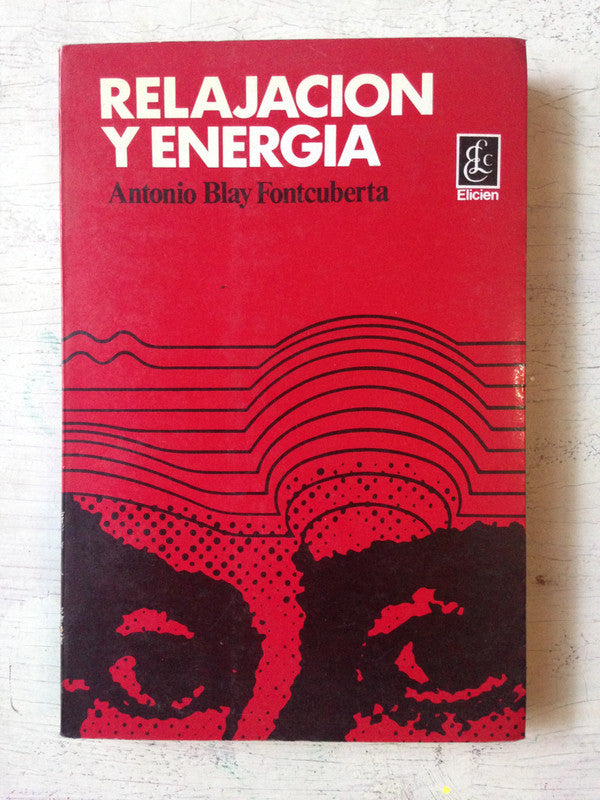 RELAJACION
Y ENERGIA
Antonio Blay Fontcuberta
Elicien